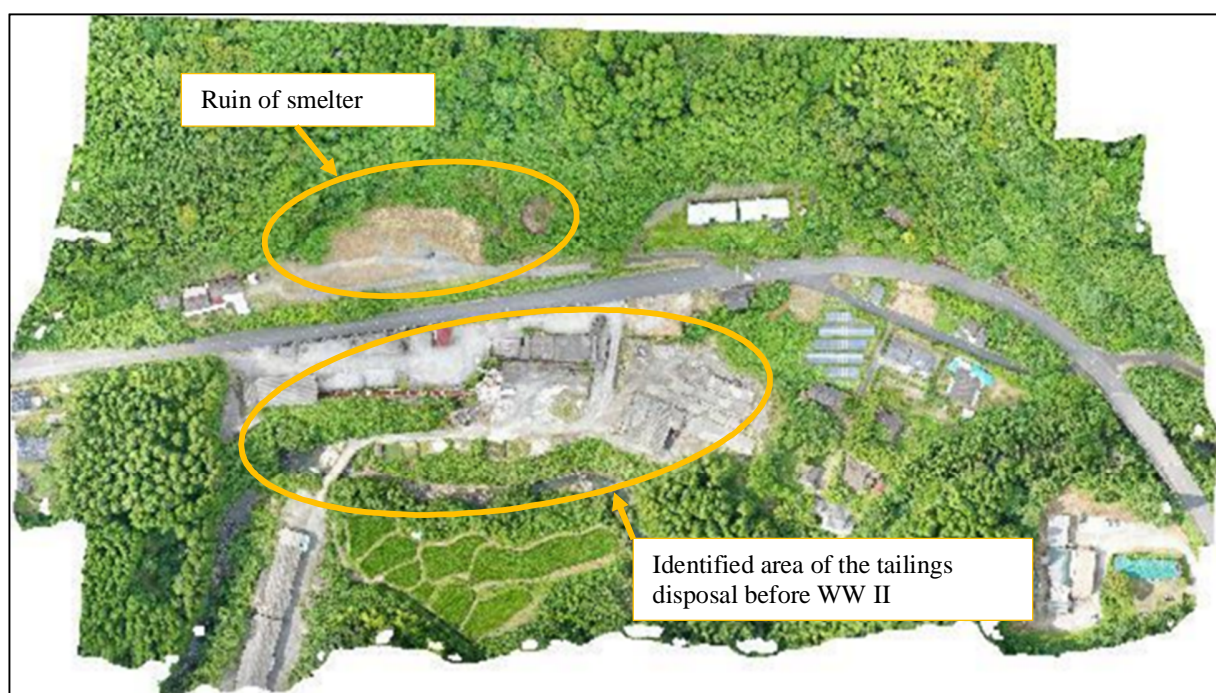 Ruin of smelter
Identified area of the tailings
disposal before WW II